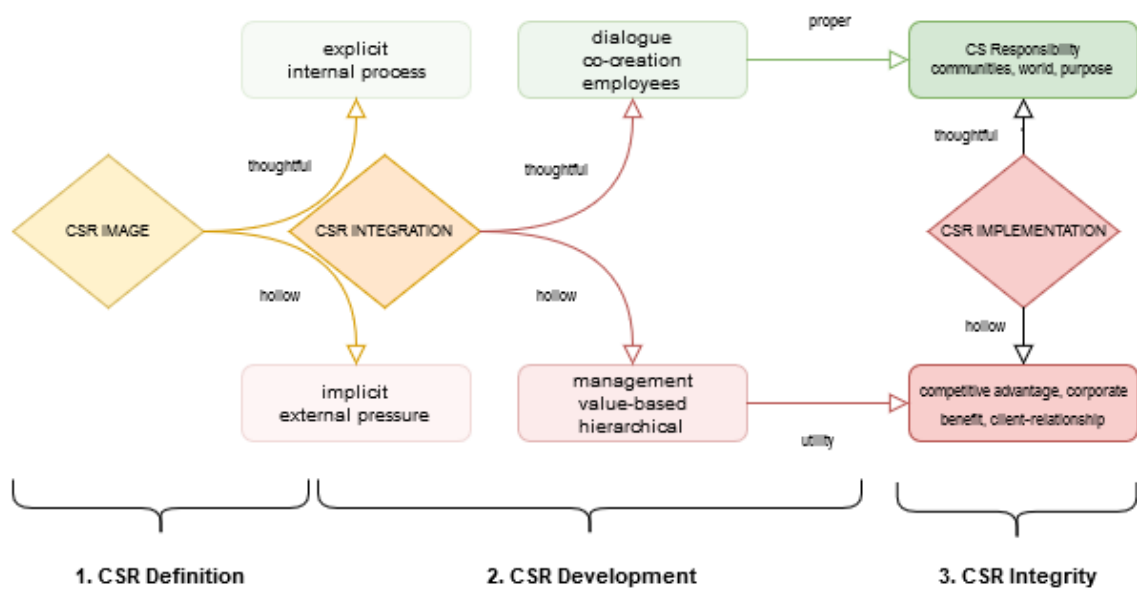 explicit
internal process
dialogue
co-creation
employees
proper
CS Responsibility
communities, world, purpose
thoughtful
thoughtful
thoughtful
CSR IMAGE
CSR INTEGRATION
CSR IMPLEMENTATION
hollow
hollow
hollow
implicit
external pressure
management
value-based
hierarchical
utility
competitive advantage, corporate
benefit, client-relationship
1. CSR Definition
2. CSR Development
3. CSR Integrity